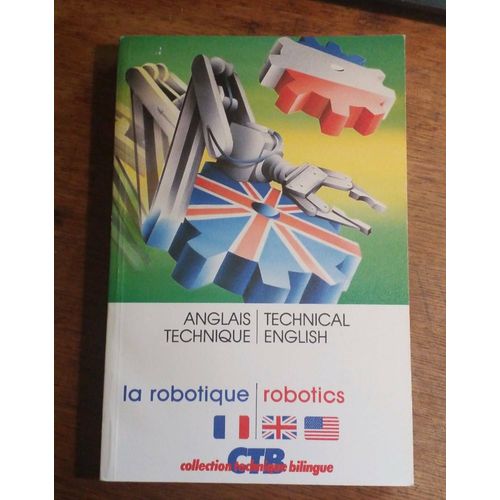 ANGLAIS | TECHNICAL
TECHNIQUE | ENGLISH
la robotique | robotics
CTB
collection technique bilingue